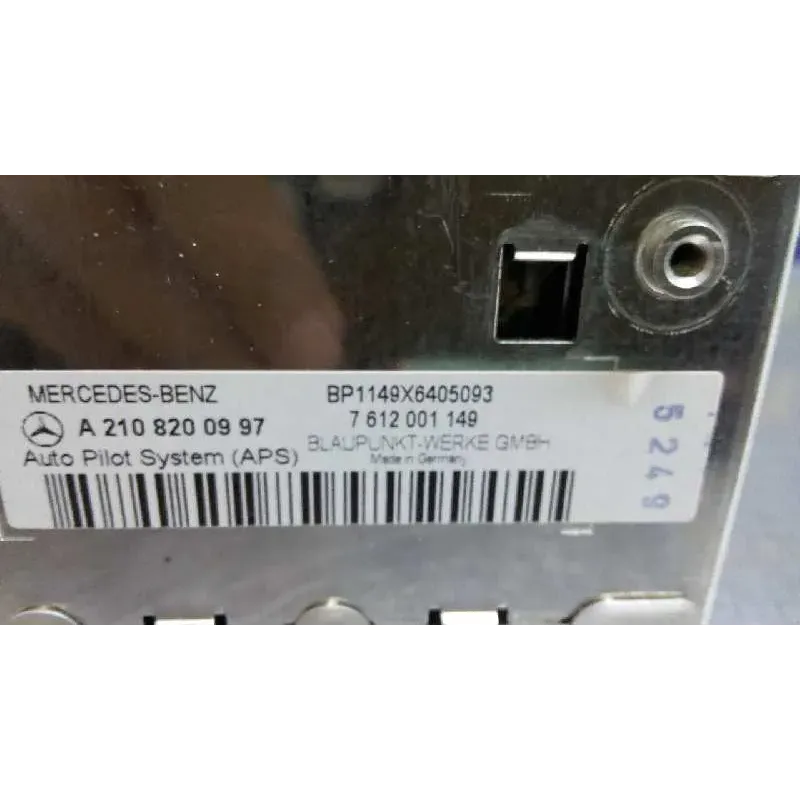 MERCEDES-BENZ
A 210 820 09 97
Auto Pilot System (APS)
BP1149X6405093
7 612 001 149
BLAUPUNKT-WERKE GMBH
Made in Germany
5249